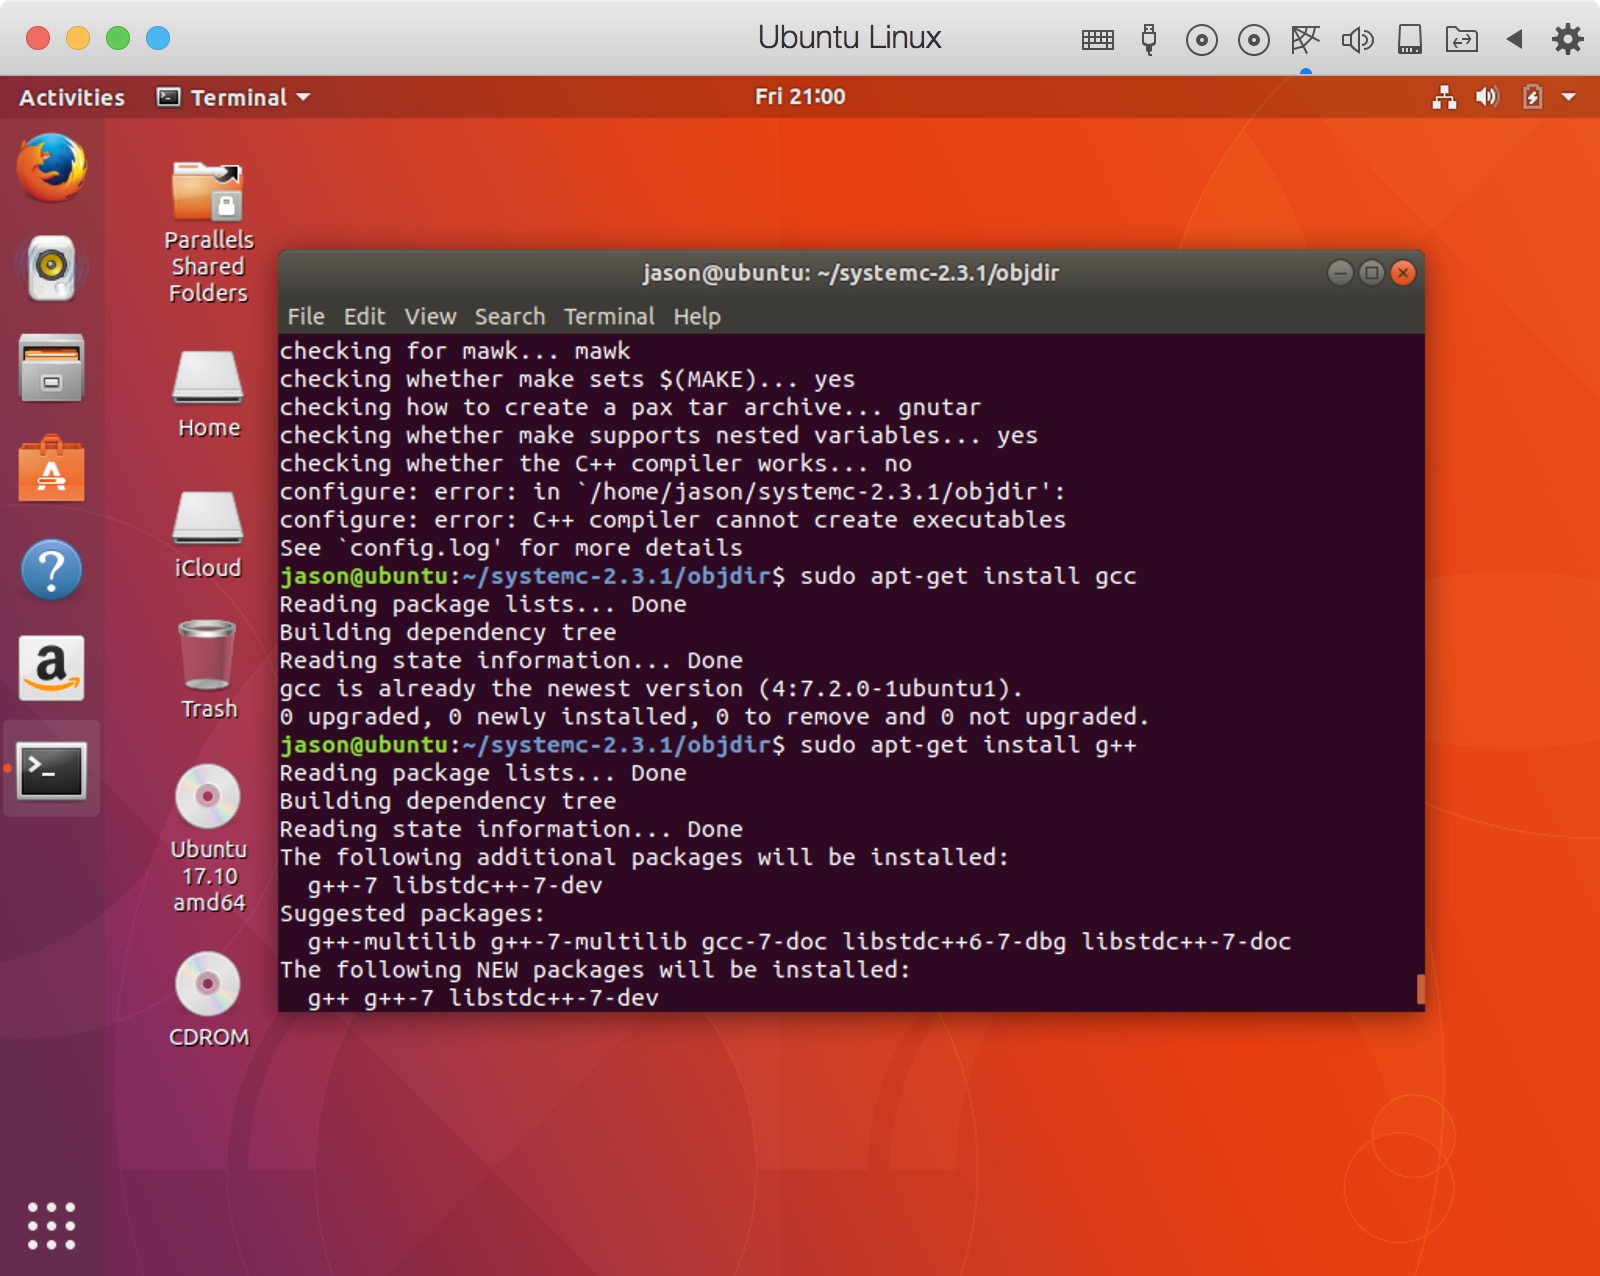 Ubuntu Linux
Activities
Terminal
Fri 21:00
Parallels
Shared
Folders
Home
iCloud
Trash
Ubuntu
17.10
amd64
CDROM
jason@ubuntu: ~/systemc-2.3.1/objdir
File Edit View Search Terminal Help
checking for mawk... mawk
checking whether make sets $(MAKE)... yes
checking how to create a pax tar archive... gnutar
checking whether make supports nested variables... yes
checking whether the C++ compiler works... no
configure: error: in `/home/jason/systemc-2.3.1/objdir':
configure: error: C++ compiler cannot create executables
See `config.log' for more details
jason@ubuntu:~/systemc-2.3.1/objdir$ sudo apt-get install gcc
Reading package lists... Done
Building dependency tree
Reading state information... Done
gcc is already the newest version (4:7.2.0-1ubuntu1).
0 upgraded, 0 newly installed, 0 to remove and 0 not upgraded.
jason@ubuntu:~/systemc-2.3.1/objdir$ sudo apt-get install g++
Reading package lists... Done
Building dependency tree
Reading state information... Done
The following additional packages will be installed:
  g++-7 libstdc++-7-dev
Suggested packages:
  g++-multilib g++-7-multilib gcc-7-doc libstdc++6-7-dbg libstdc++-7-doc
The following NEW packages will be installed:
  g++ g++-7 libstdc++-7-dev